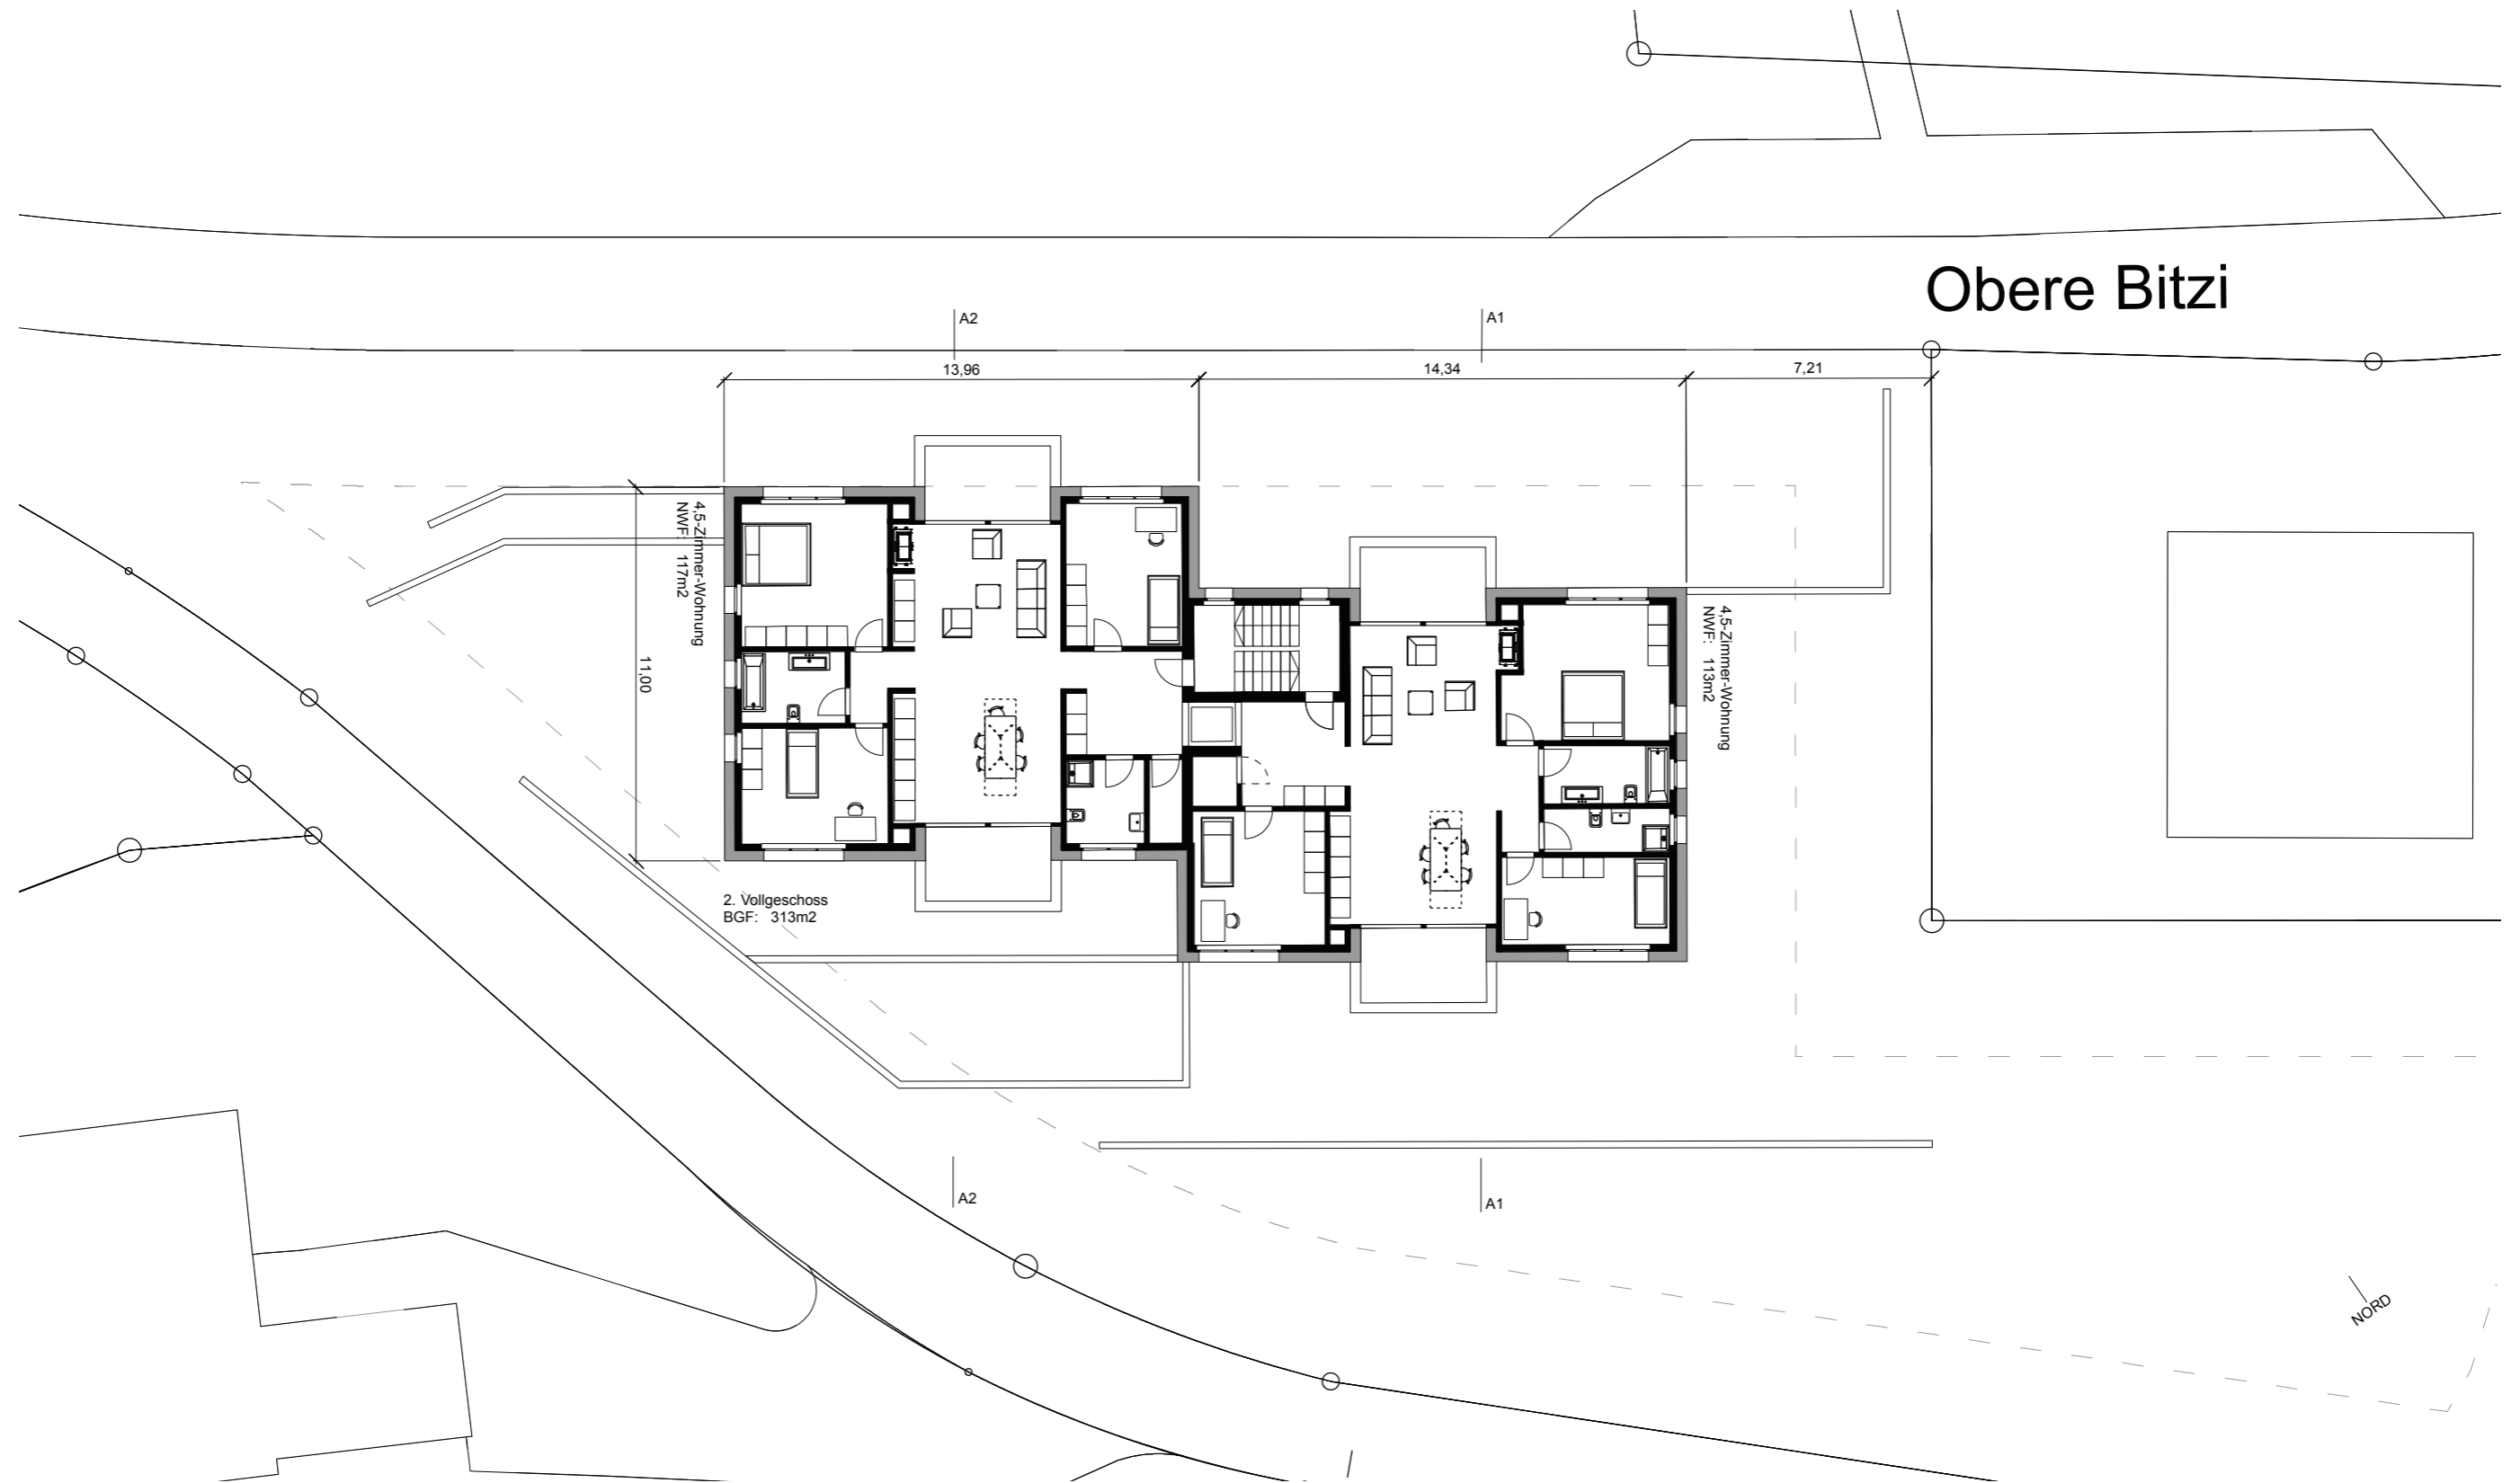 Obere Bitzi
A2
A1
13,96
14,34
7,21
4,5-Zimmer-Wohnung
NWF: 117m2
4,5-Zimmer-Wohnung
NWF: 113m2
11,00
2. Vollgeschoss
BGF: 313m2
A2
A1
NORD